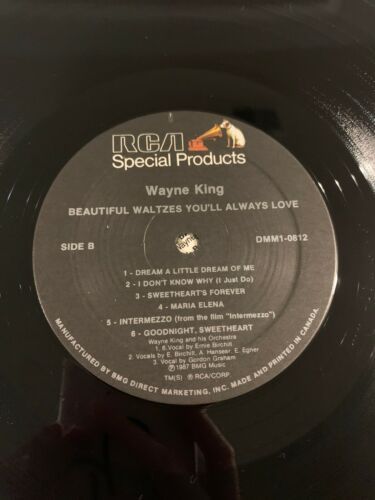 RCA
Special Products
Wayne King
BEAUTIFUL WALTZES YOU'LL ALWAYS LOVE
SIDE B
DMM1-0812
1 - DREAM A LITTLE DREAM OF ME
2 - I DON'T KNOW WHY (I Just Do)
3 - SWEETHEART'S FOREVER
4 - MARIA ELENA
5 - INTERMEZZO (from the film "Intermezzo")
6 - GOODNIGHT, SWEETHEART
Wayne King and his Orchestra
1. 6.Vocal by Ernie Birchill
2. Vocals by E. Birchill, A. Hanseer, E. Egner
3. Vocal by Gordon Graham
℗1987 BMG Music
TM(S) ® RCA/CORP.
MANUFACTURED BY BMG DIRECT MARKETING, INC. MADE AND PRINTED IN CANADA.